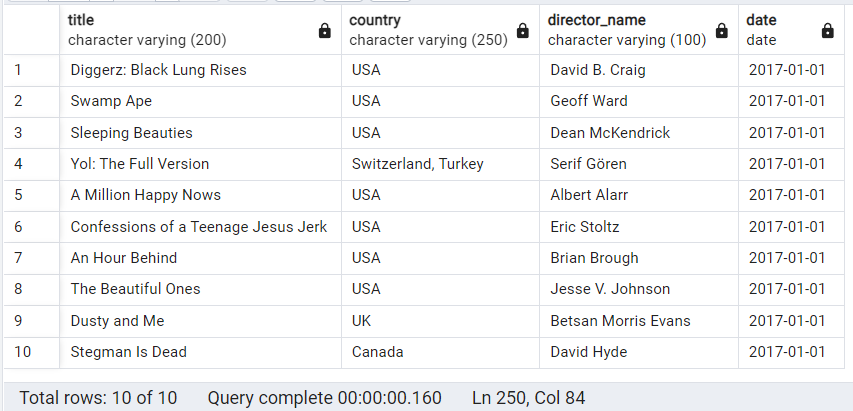 title country director_name date
character varying (200) character varying (250) character varying (100) date
1 Diggerz: Black Lung Rises USA David B. Craig 2017-01-01
2 Swamp Ape USA Geoff Ward 2017-01-01
3 Sleeping Beauties USA Dean McKendrick 2017-01-01
4 Yol: The Full Version Switzerland, Turkey Serif Gören 2017-01-01
5 A Million Happy Nows USA Albert Alarr 2017-01-01
6 Confessions of a Teenage Jesus Jerk USA Eric Stoltz 2017-01-01
7 An Hour Behind USA Brian Brough 2017-01-01
8 The Beautiful Ones USA Jesse V. Johnson 2017-01-01
9 Dusty and Me UK Betsan Morris Evans 2017-01-01
10 Stegman Is Dead Canada David Hyde 2017-01-01
Total rows: 10 of 10 Query complete 00:00:00.160 Ln 250, Col 84